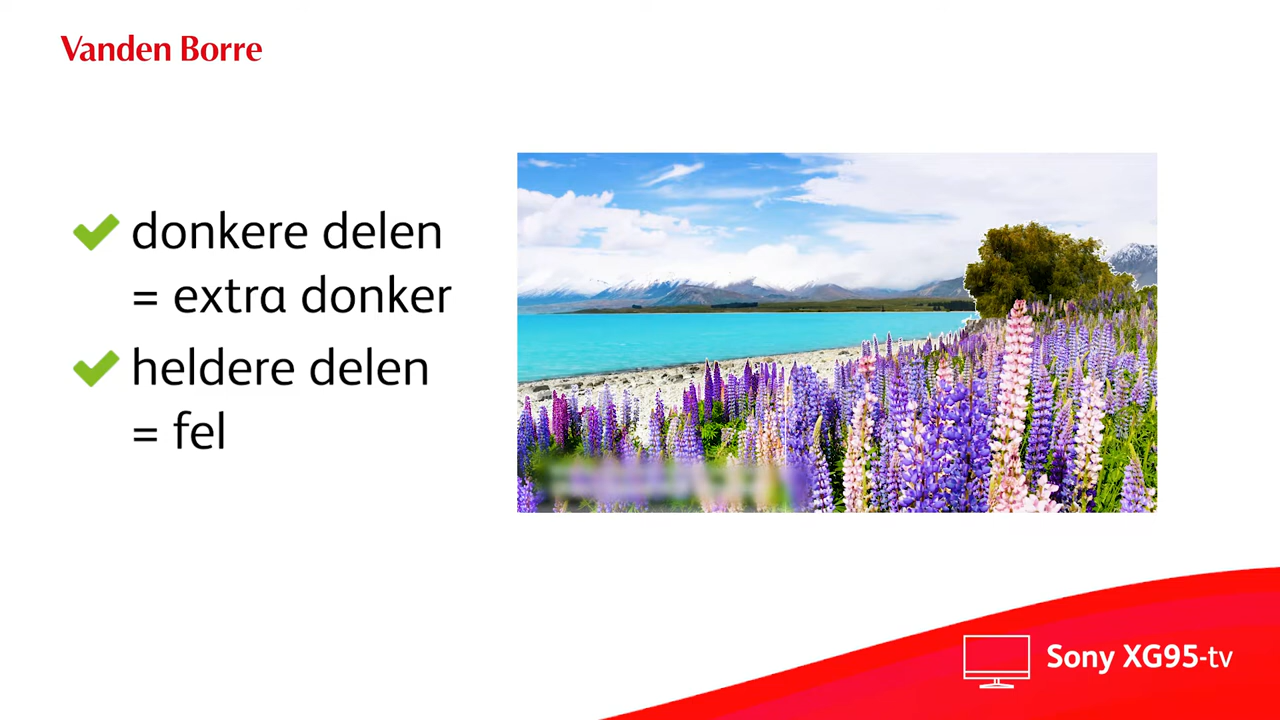 Vanden Borre
donkere delen
= extra donker
heldere delen
= fel
Sony XG95-tv